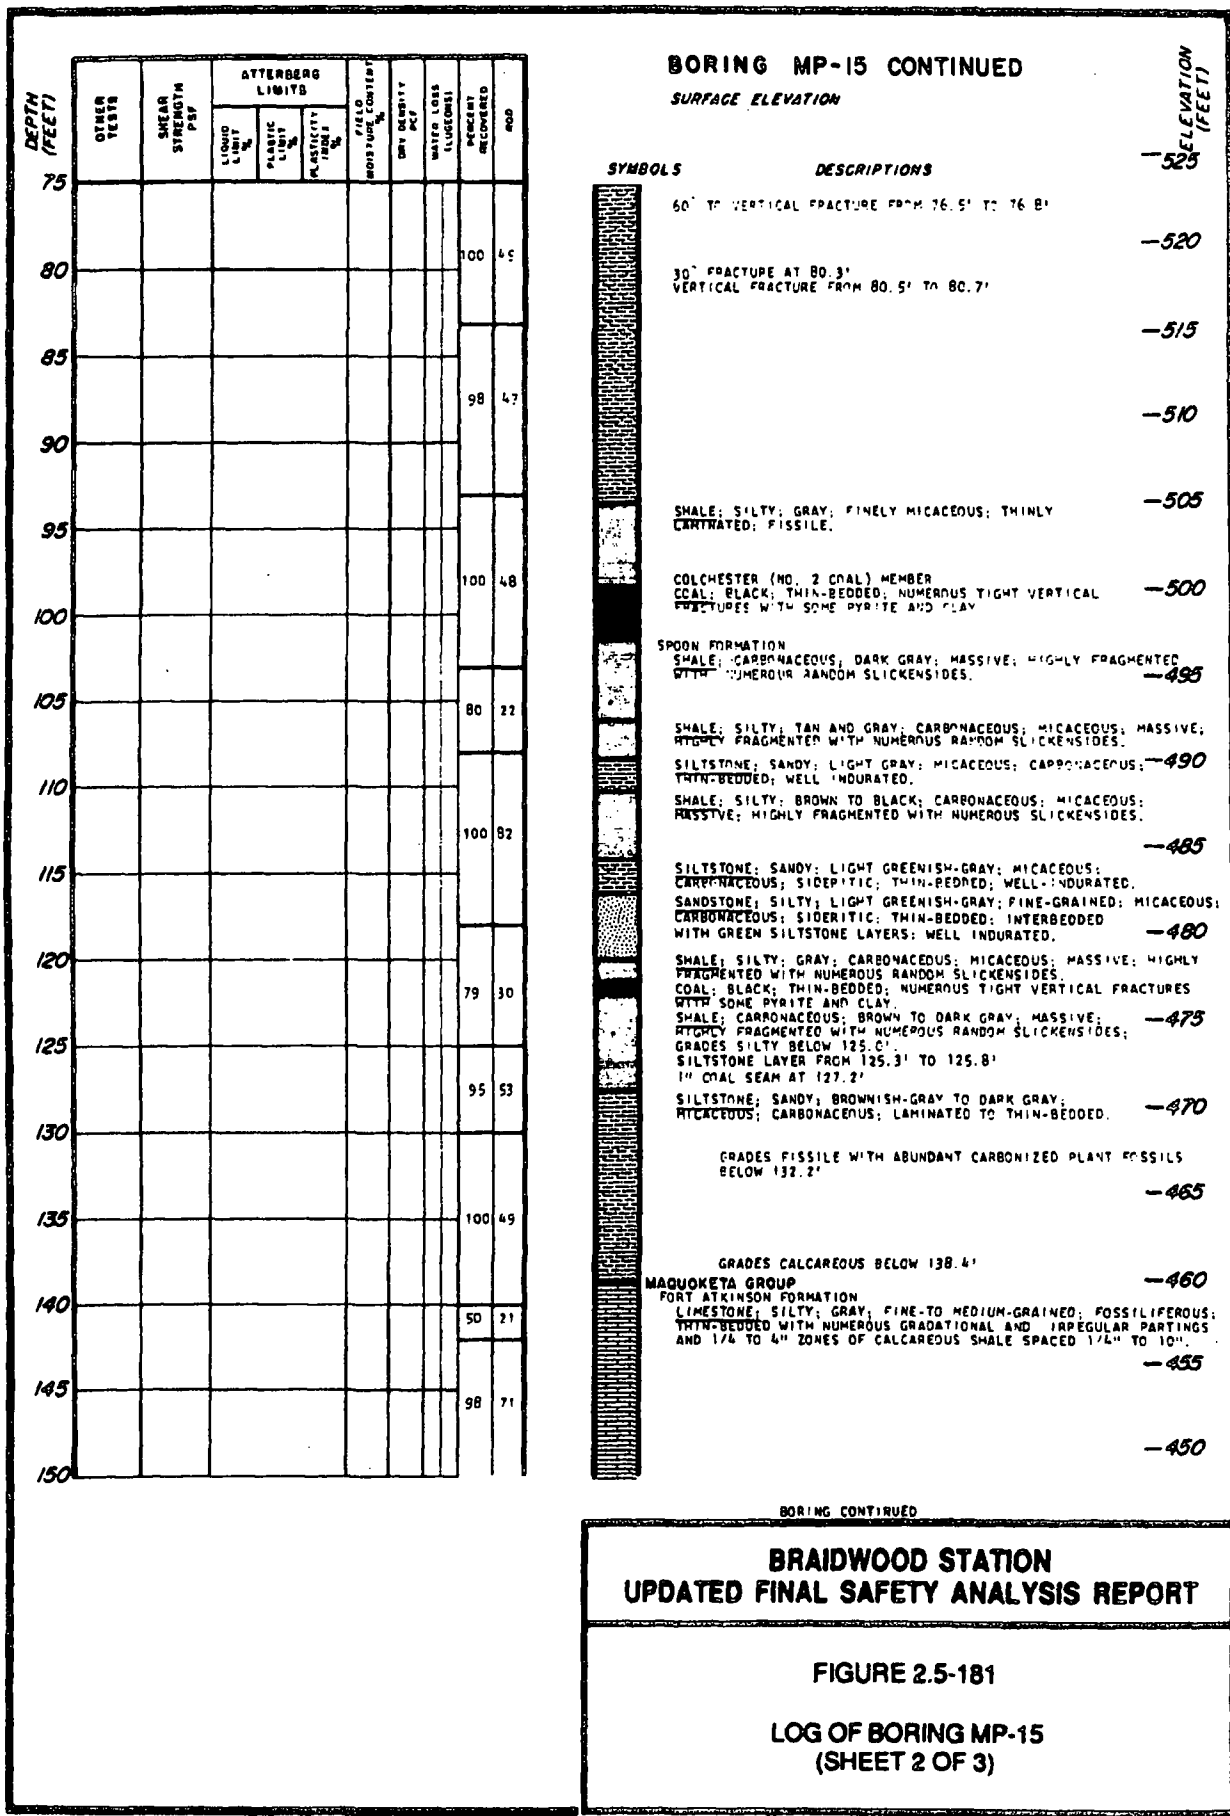 BORING MP-15 CONTINUED
SURFACE ELEVATION
ELEVATION (FEET)
DEPTH (FEET)
OTHER TESTS
SHEAR STRENGTH PSF
ATTERBERG LIMITS
LIQUID LIMIT %
PLASTIC LIMIT %
PLASTICITY INDEX %
FIELD MOISTURE CONTENT %
DRY DENSITY PCF
WATER LOSS (LUGEONS)
PERCENT RECOVERED
RQD
SYMBOLS DESCRIPTIONS
75
80
85
90
95
100
105
110
115
120
125
130
135
140
145
150
100 45
98 47
100 48
80 22
100 82
79 30
95 53
100 49
50 21
98 71
60° TO VERTICAL FRACTURE FROM 76.5' TO 76.8'
30° FRACTURE AT 80.3'
VERTICAL FRACTURE FROM 80.5' TO 80.7'
SHALE; SILTY; GRAY; FINELY MICACEOUS; THINLY
LAMINATED; FISSILE.
COLCHESTER (NO. 2 COAL) MEMBER
COAL; BLACK; THIN-BEDDED; NUMEROUS TIGHT VERTICAL
FRACTURES WITH SOME PYRITE AND CLAY
SPOON FORMATION
SHALE; CARBONACEOUS; DARK GRAY; MASSIVE; HIGHLY FRAGMENTED
WITH NUMEROUR RANDOM SLICKENSIDES.
SHALE; SILTY; TAN AND GRAY; CARBONACEOUS; MICACEOUS; MASSIVE;
HIGHLY FRAGMENTED WITH NUMEROUS RANDOM SLICKENSIDES.
SILTSTONE; SANDY; LIGHT GRAY; MICACEOUS; CARBONACEOUS;
THIN-BEDDED; WELL INDURATED.
SHALE; SILTY; BROWN TO BLACK; CARBONACEOUS; MICACEOUS;
MASSIVE; HIGHLY FRAGMENTED WITH NUMEROUS SLICKENSIDES.
SILTSTONE; SANDY; LIGHT GREENISH-GRAY; MICACEOUS;
CARBONACEOUS; SIDERITIC; THIN-BEDDED; WELL-INDURATED.
SANDSTONE; SILTY; LIGHT GREENISH-GRAY; FINE-GRAINED; MICACEOUS;
CARBONACEOUS; SIDERITIC; THIN-BEDDED; INTERBEDDED
WITH GREEN SILTSTONE LAYERS; WELL INDURATED.
SHALE; SILTY; GRAY; CARBONACEOUS; MICACEOUS; MASSIVE; HIGHLY
FRAGMENTED WITH NUMEROUS RANDOM SLICKENSIDES.
COAL; BLACK; THIN-BEDDED; NUMEROUS TIGHT VERTICAL FRACTURES
WITH SOME PYRITE AND CLAY.
SHALE; CARBONACEOUS; BROWN TO DARK GRAY; MASSIVE;
HIGHLY FRAGMENTED WITH NUMEROUS RANDOM SLICKENSIDES;
GRADES SILTY BELOW 125.0'.
SILTSTONE LAYER FROM 125.3' TO 125.8'
1" COAL SEAM AT 127.2'
SILTSTONE; SANDY; BROWNISH-GRAY TO DARK GRAY;
MICACEOUS; CARBONACEOUS; LAMINATED TO THIN-BEDDED.
GRADES FISSILE WITH ABUNDANT CARBONIZED PLANT FOSSILS
BELOW 132.2'
GRADES CALCAREOUS BELOW 138.4'
MAQUOKETA GROUP
FORT ATKINSON FORMATION
LIMESTONE; SILTY; GRAY; FINE-TO MEDIUM-GRAINED; FOSSILIFEROUS;
THIN-BEDDED WITH NUMEROUS GRADATIONAL AND IRREGULAR PARTINGS
AND 1/4 TO 4" ZONES OF CALCAREOUS SHALE SPACED 1/4" TO 10".
—525
—520
—515
—510
—505
—500
—495
—490
—485
—480
—475
—470
—465
—460
—455
—450
BORING CONTINUED
BRAIDWOOD STATION
UPDATED FINAL SAFETY ANALYSIS REPORT
FIGURE 2.5-181
LOG OF BORING MP-15
(SHEET 2 OF 3)